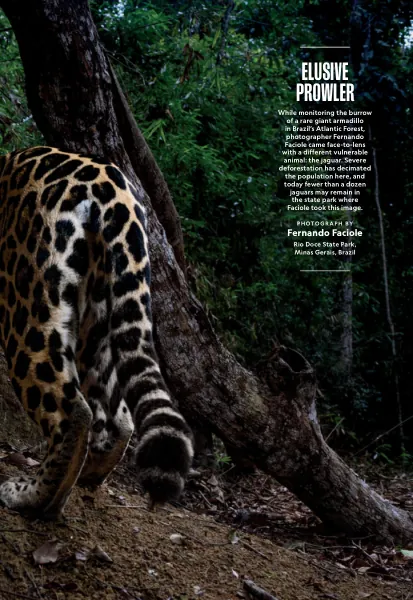 ELUSIVE
PROWLER
While monitoring the burrow
of a rare giant armadillo
in Brazil's Atlantic Forest,
photographer Fernando
Faciole came face-to-lens
with a different vulnerable
animal: the jaguar. Severe
deforestation has decimated
the population here, and
today fewer than a dozen
jaguars may remain in
the state park where
Faciole took this image.
PHOTOGRAPH BY
Fernando Faciole
Rio Doce State Park,
Minas Gerais, Brazil